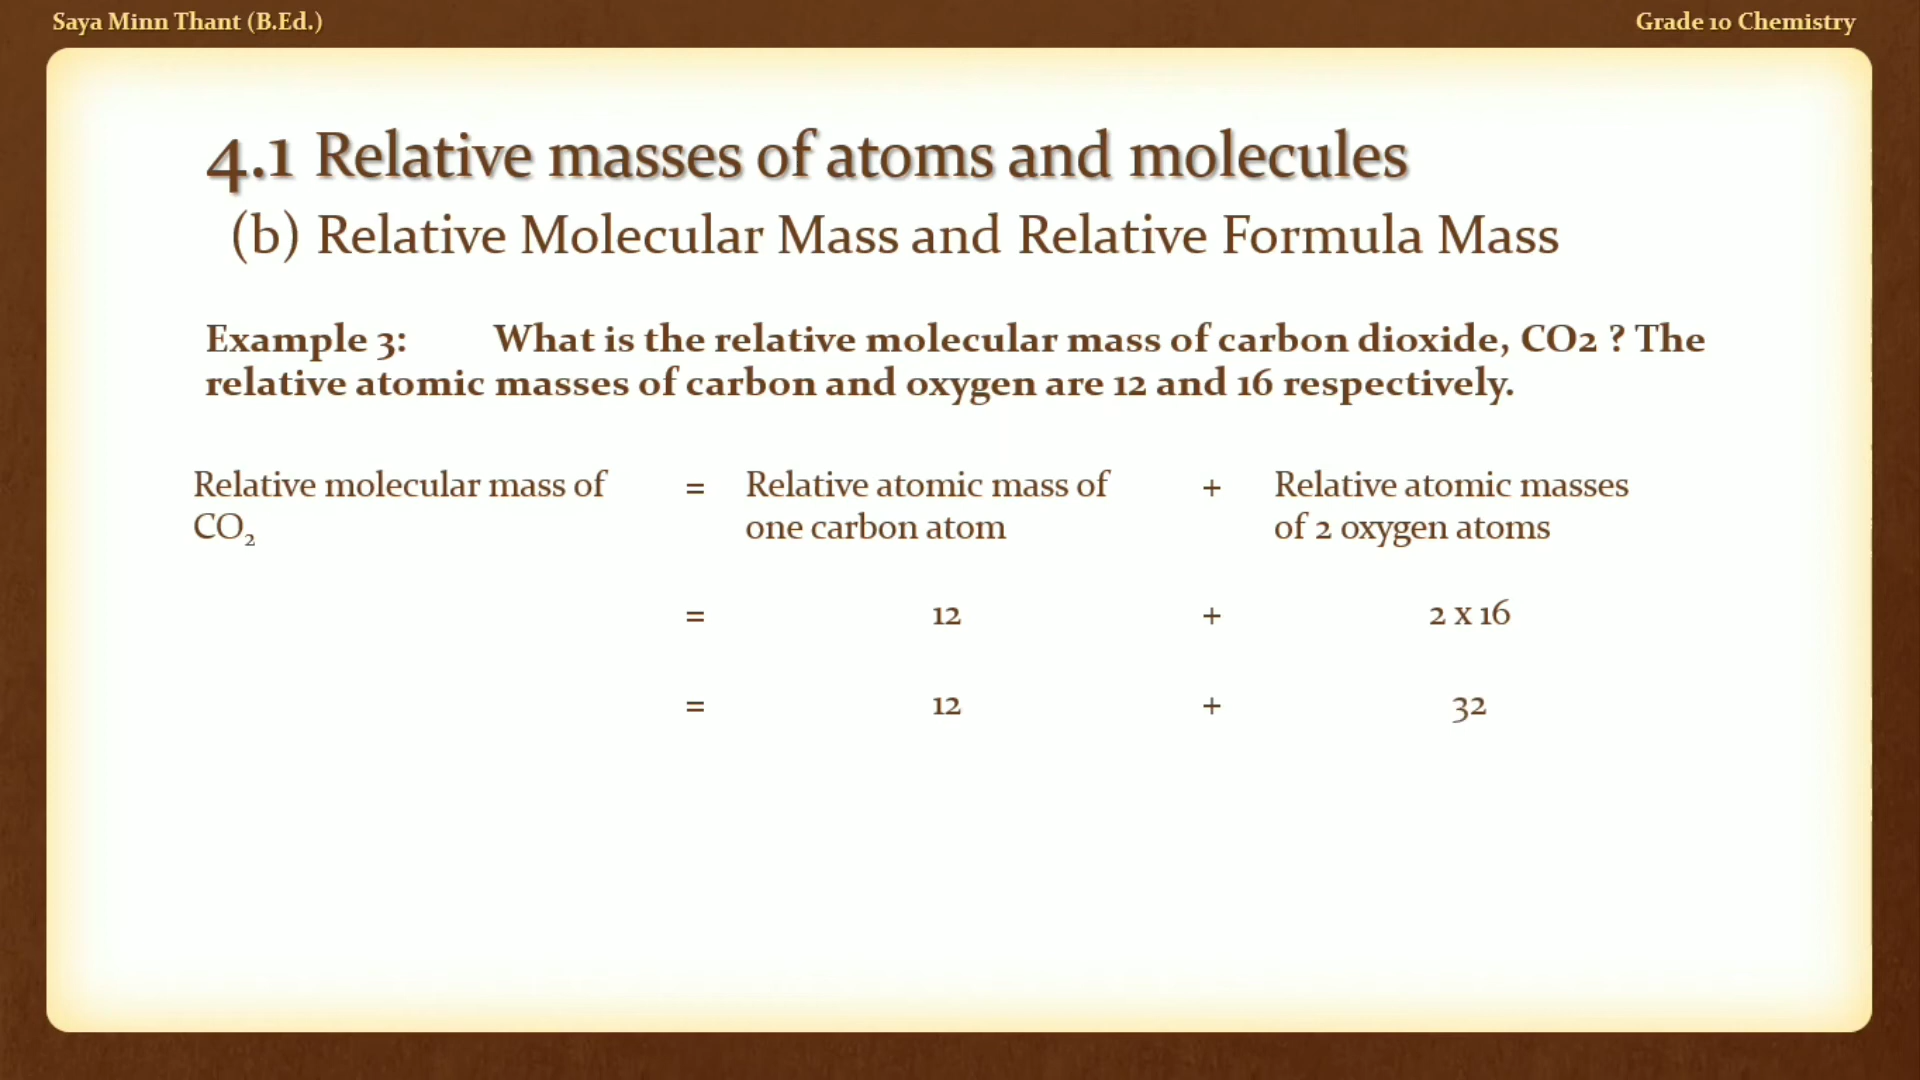 Saya Minn Thant (B.Ed.)
Grade 10 Chemistry
4.1 Relative masses of atoms and molecules
(b) Relative Molecular Mass and Relative Formula Mass
Example 3: What is the relative molecular mass of carbon dioxide, CO2 ? The
relative atomic masses of carbon and oxygen are 12 and 16 respectively.
Relative molecular mass of = Relative atomic mass of + Relative atomic masses
CO₂ one carbon atom of 2 oxygen atoms
= 12 + 2 x 16
= 12 + 32